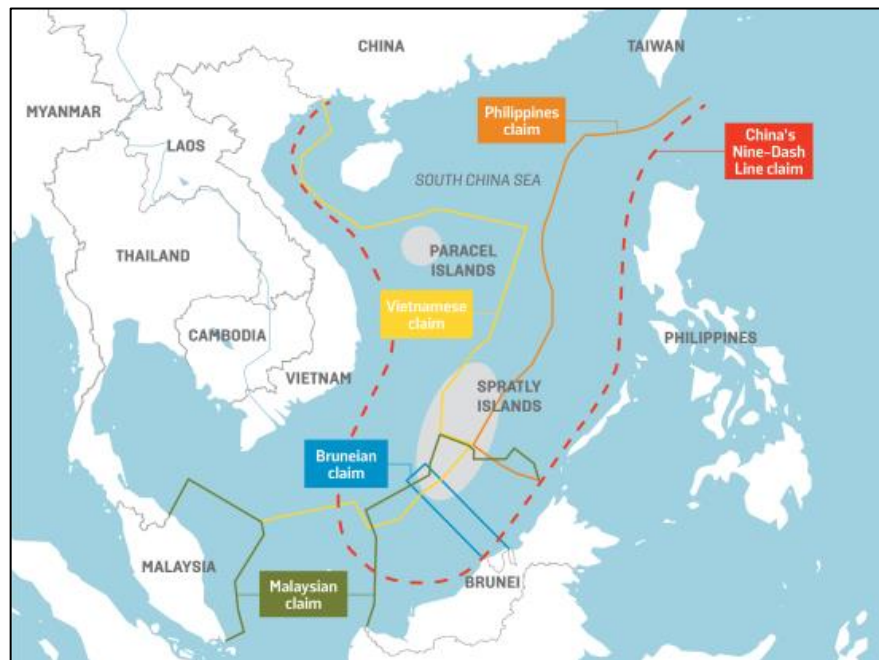 CHINA
TAIWAN
MYANMAR
Philippines
claim
China's
Nine-Dash
Line claim
LAOS
SOUTH CHINA SEA
THAILAND
PARACEL
ISLANDS
Vietnamese
claim
CAMBODIA
PHILIPPINES
VIETNAM
SPRATLY
ISLANDS
Bruneian
claim
MALAYSIA
Malaysian
claim
BRUNEI